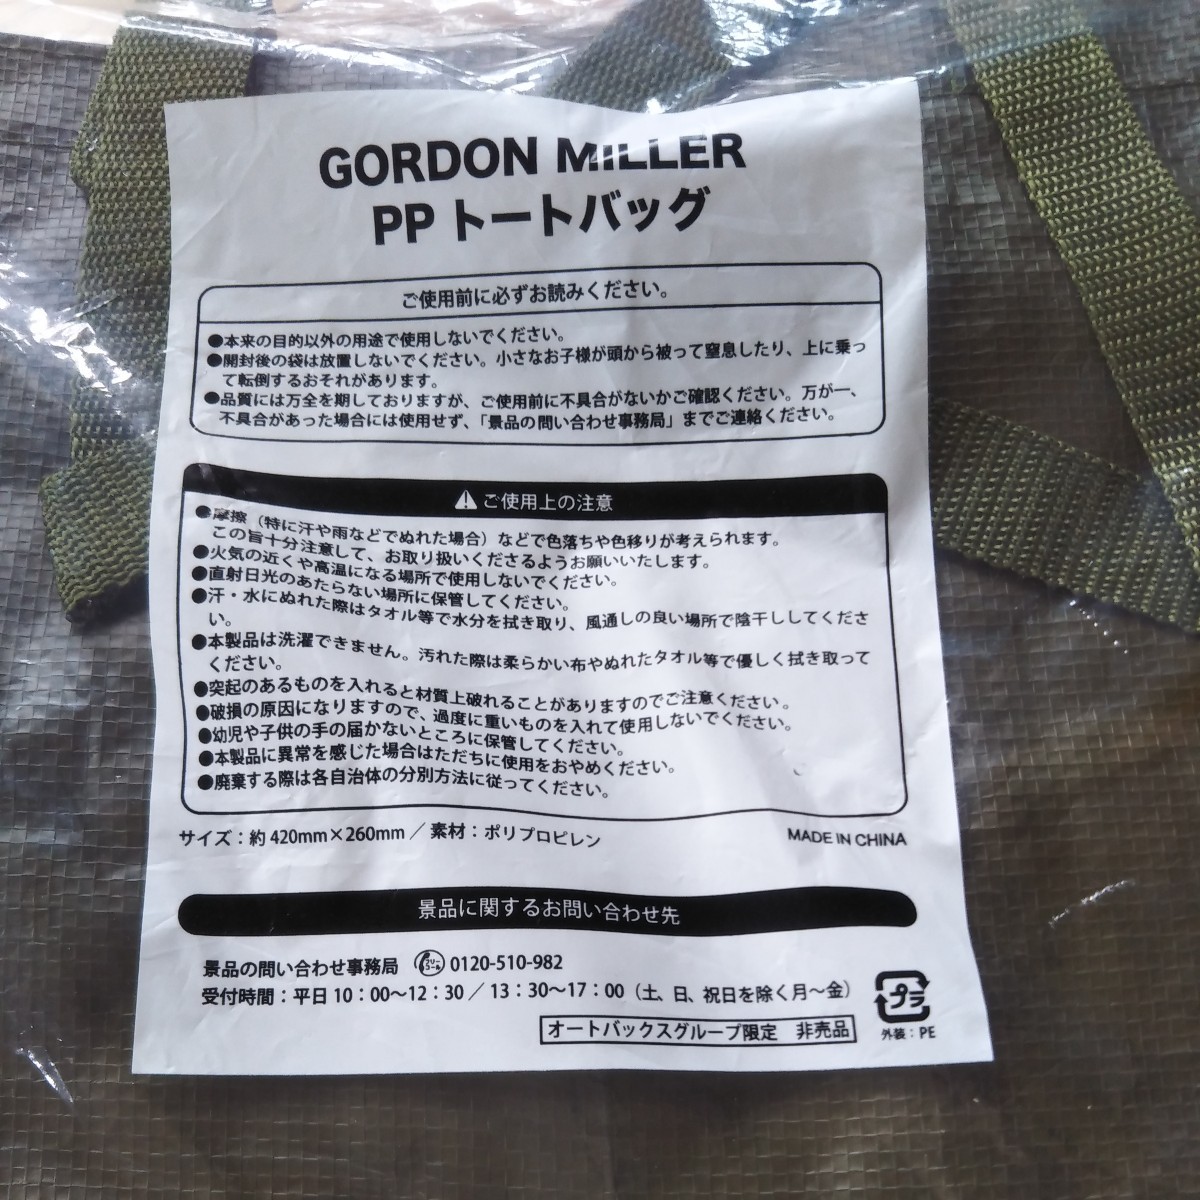 GORDON MILLER
PP トートバッグ
ご使用前に必ずお読みください。
●本来の目的以外の用途で使用しないでください。
●開封後の袋は放置しないでください。小さなお子様が頭から被って窒息したり、上に乗っ
て転倒するおそれがあります。
●品質には万全を期しておりますが、ご使用前に不具合がないかご確認ください。万が一、
不具合があった場合には使用せず、「景品の問い合わせ事務局」までご連絡ください。
⚠ ご使用上の注意
●摩擦（特に汗や雨などでぬれた場合）などで色落ちや色移りが考えられます。
この旨十分注意して、お取り扱いくださるようお願いいたします。
●火気の近くや高温になる場所で使用しないでください。
●直射日光のあたらない場所に保管してください。
●汗・水にぬれた際はタオル等で水分を拭き取り、風通しの良い場所で陰干ししてくださ
い。
●本製品は洗濯できません。汚れた際は柔らかい布やぬれたタオル等で優しく拭き取って
ください。
●突起のあるものを入れると材質上破れることがありますのでご注意ください。
●破損の原因になりますので、過度に重いものを入れて使用しないでください。
●幼児や子供の手の届かないところに保管してください。
●本製品に異常を感じた場合はただちに使用をおやめください。
●廃棄する際は各自治体の分別方法に従ってください。
サイズ：約 420mm×260mm ／ 素材：ポリプロピレン
MADE IN CHINA
景品に関するお問い合わせ先
景品の問い合わせ事務局 フリーコール 0120-510-982
受付時間：平日 10：00〜12：30 ／ 13：30〜17：00（土、日、祝日を除く月〜金）
オートバックスグループ限定　非売品
プラ
外装：PE